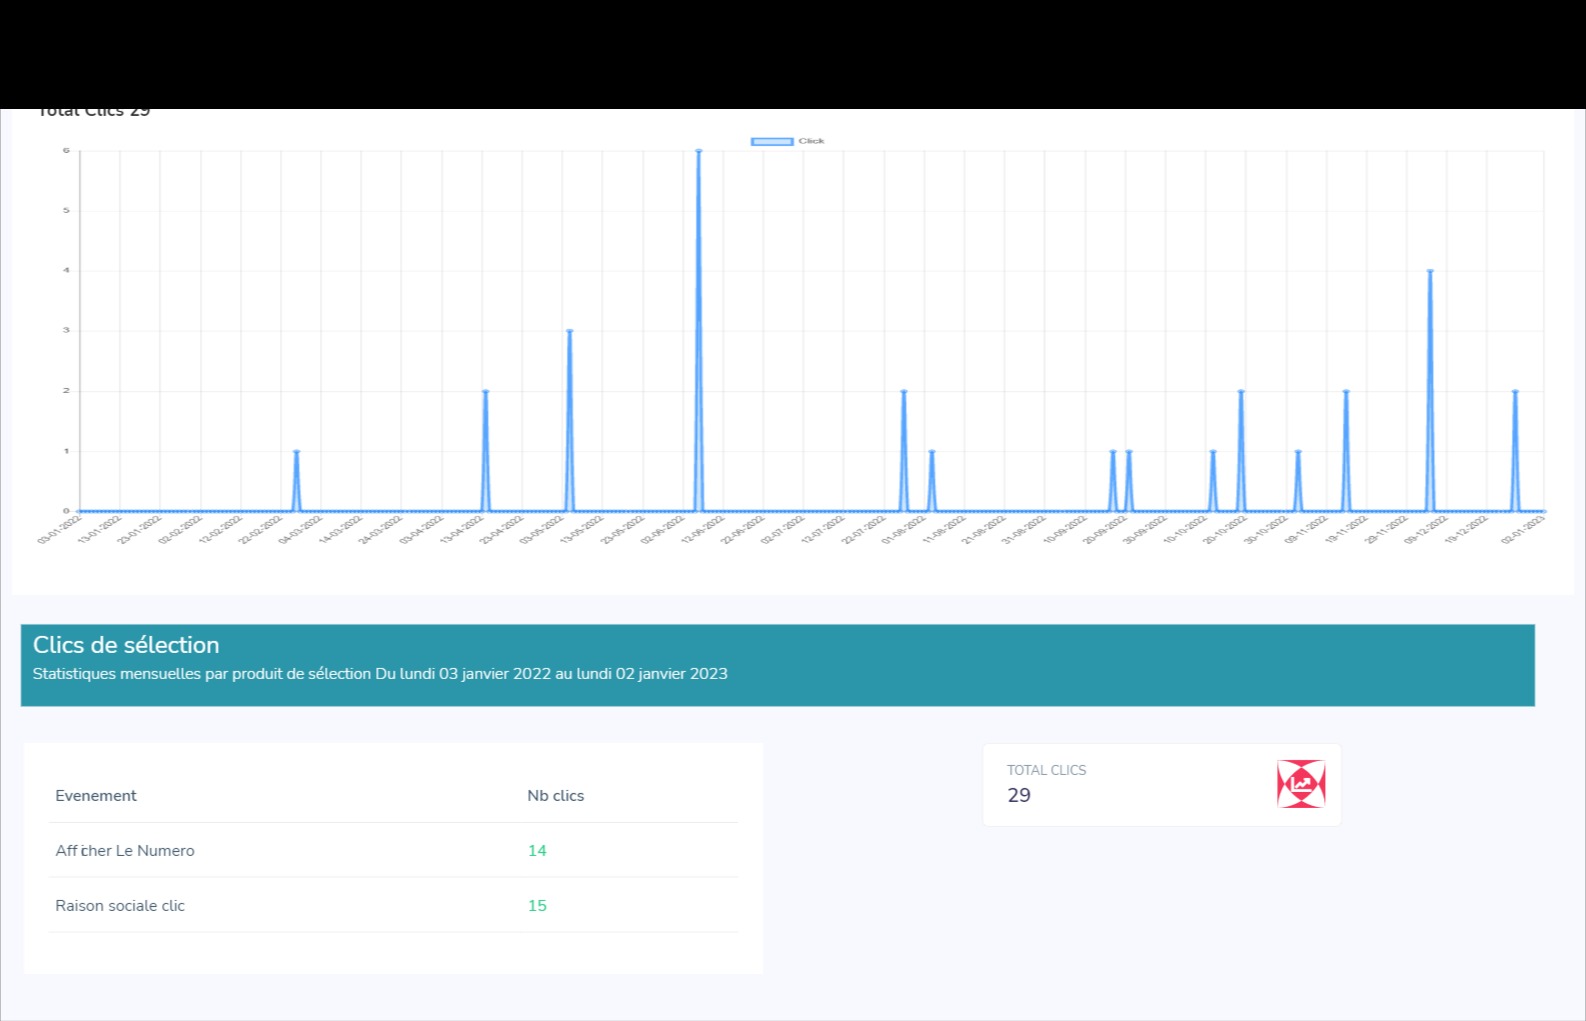 Total Clics 29
Click
6
5
4
3
2
1
0
03-01-2022 13-01-2022 23-01-2022 02-02-2022 12-02-2022 22-02-2022 04-03-2022 14-03-2022 24-03-2022 03-04-2022 13-04-2022 23-04-2022 03-05-2022 13-05-2022 23-05-2022 02-06-2022 12-06-2022 22-06-2022 02-07-2022 12-07-2022 22-07-2022 01-08-2022 11-08-2022 21-08-2022 31-08-2022 10-09-2022 20-09-2022 30-09-2022 10-10-2022 20-10-2022 30-10-2022 09-11-2022 19-11-2022 29-11-2022 09-12-2022 19-12-2022 02-01-2023
Clics de sélection
Statistiques mensuelles par produit de sélection Du lundi 03 janvier 2022 au lundi 02 janvier 2023
Evenement Nb clics
Afficher Le Numero 14
Raison sociale clic 15
TOTAL CLICS
29